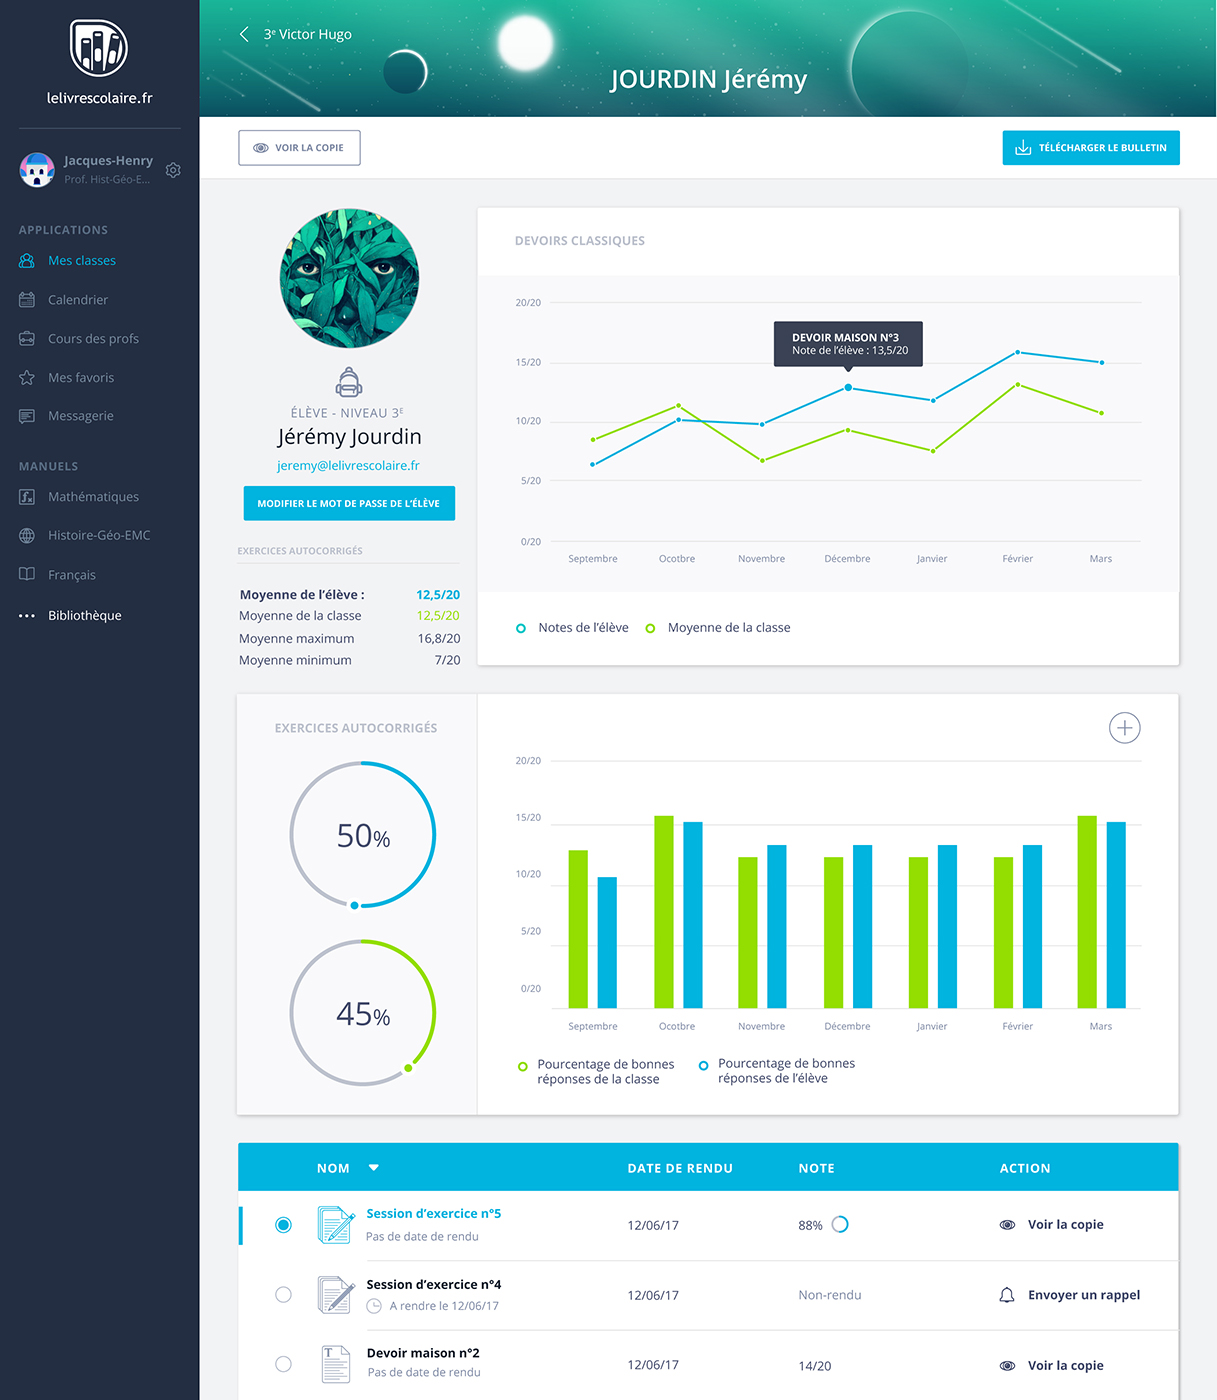 lelivrescolaire.fr
Jacques-Henry
Prof. Hist-Géo-E...
APPLICATIONS
Mes classes
Calendrier
Cours des profs
Mes favoris
Messagerie
MANUELS
Mathématiques
Histoire-Géo-EMC
Français
Bibliothèque
3e Victor Hugo
JOURDIN Jérémy
VOIR LA COPIE
TÉLÉCHARGER LE BULLETIN
ÉLÈVE - NIVEAU 3E
Jérémy Jourdin
jeremy@lelivrescolaire.fr
MODIFIER LE MOT DE PASSE DE L'ÉLÈVE
EXERCICES AUTOCORRIGÉS
Moyenne de l'élève : 12,5/20
Moyenne de la classe 12,5/20
Moyenne maximum 16,8/20
Moyenne minimum 7/20
DEVOIRS CLASSIQUES
20/20
15/20
10/20
5/20
0/20
DEVOIR MAISON N°3
Note de l'élève : 13,5/20
Septembre Ocotbre Novembre Décembre Janvier Février Mars
Notes de l'élève Moyenne de la classe
EXERCICES AUTOCORRIGÉS
50%
45%
20/20
15/20
10/20
5/20
0/20
Septembre Ocotbre Novembre Décembre Janvier Février Mars
Pourcentage de bonnes
réponses de la classe
Pourcentage de bonnes
réponses de l'élève
NOM DATE DE RENDU NOTE ACTION
Session d'exercice n°5
Pas de date de rendu
12/06/17 88% Voir la copie
Session d'exercice n°4
A rendre le 12/06/17
12/06/17 Non-rendu Envoyer un rappel
Devoir maison n°2
Pas de date de rendu
12/06/17 14/20 Voir la copie